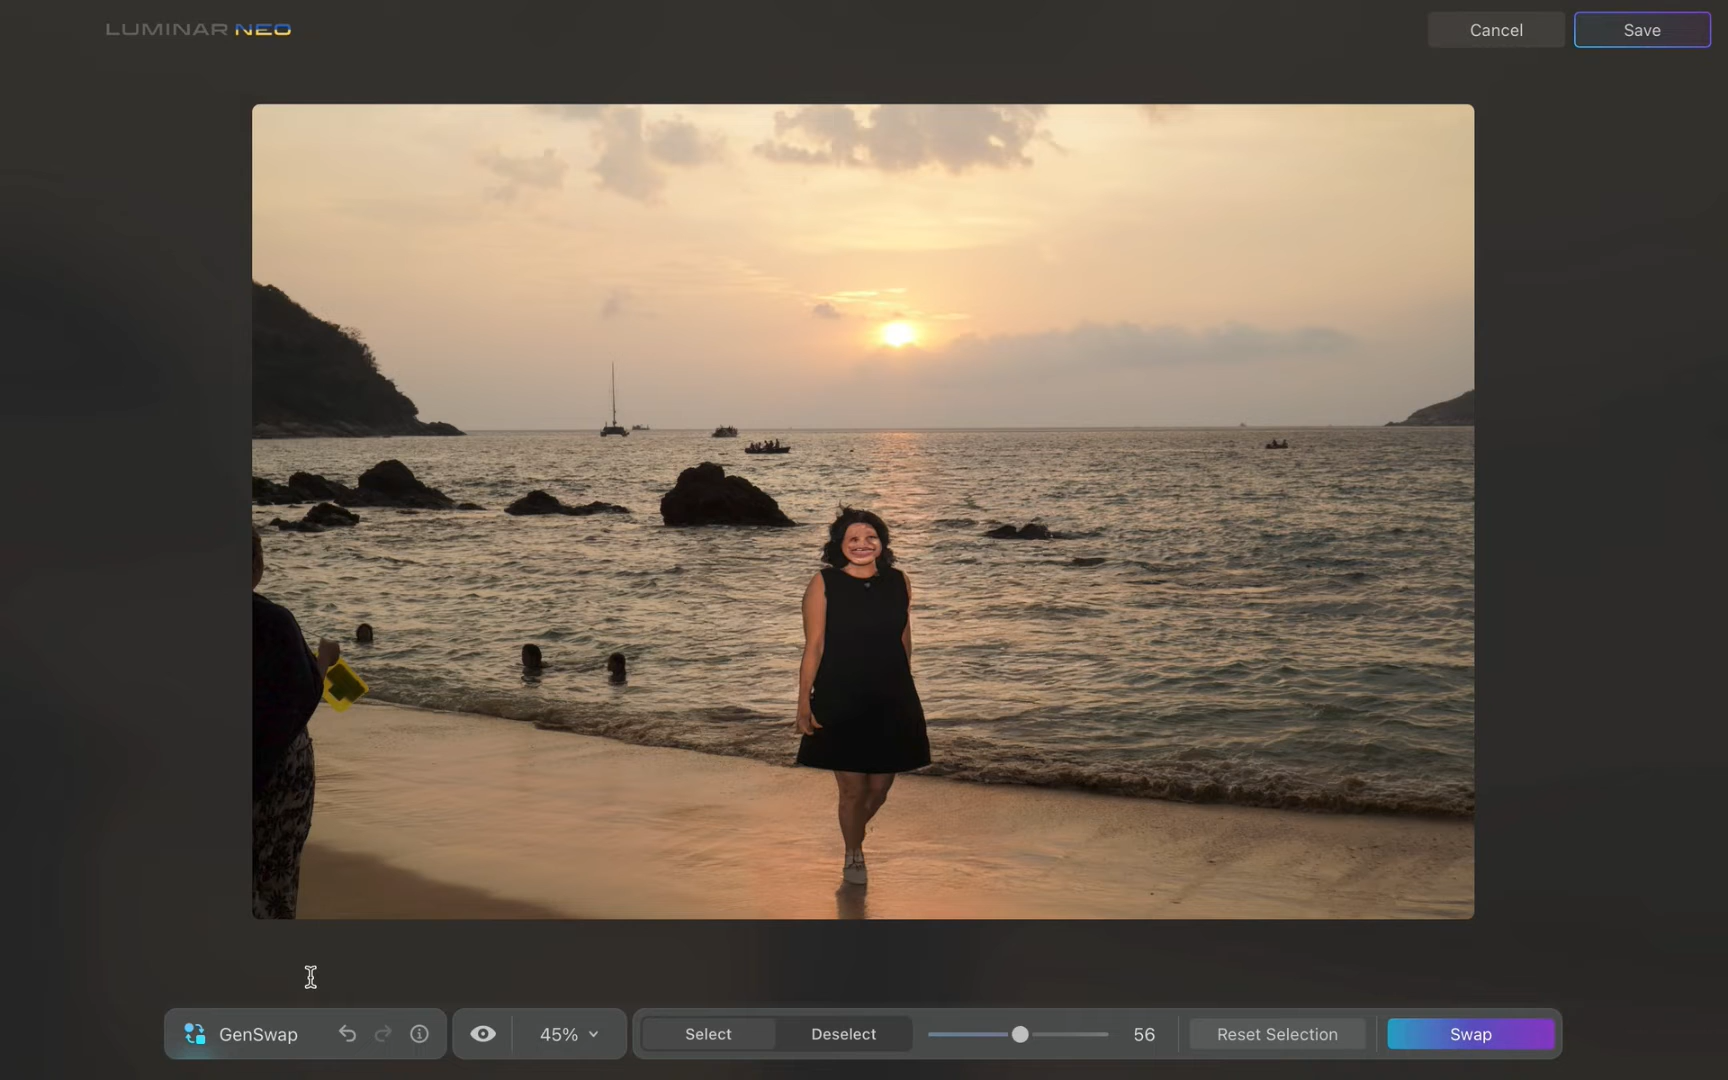 LUMINAR NEO
Cancel
Save
GenSwap
45%
Select
Deselect
56
Reset Selection
Swap